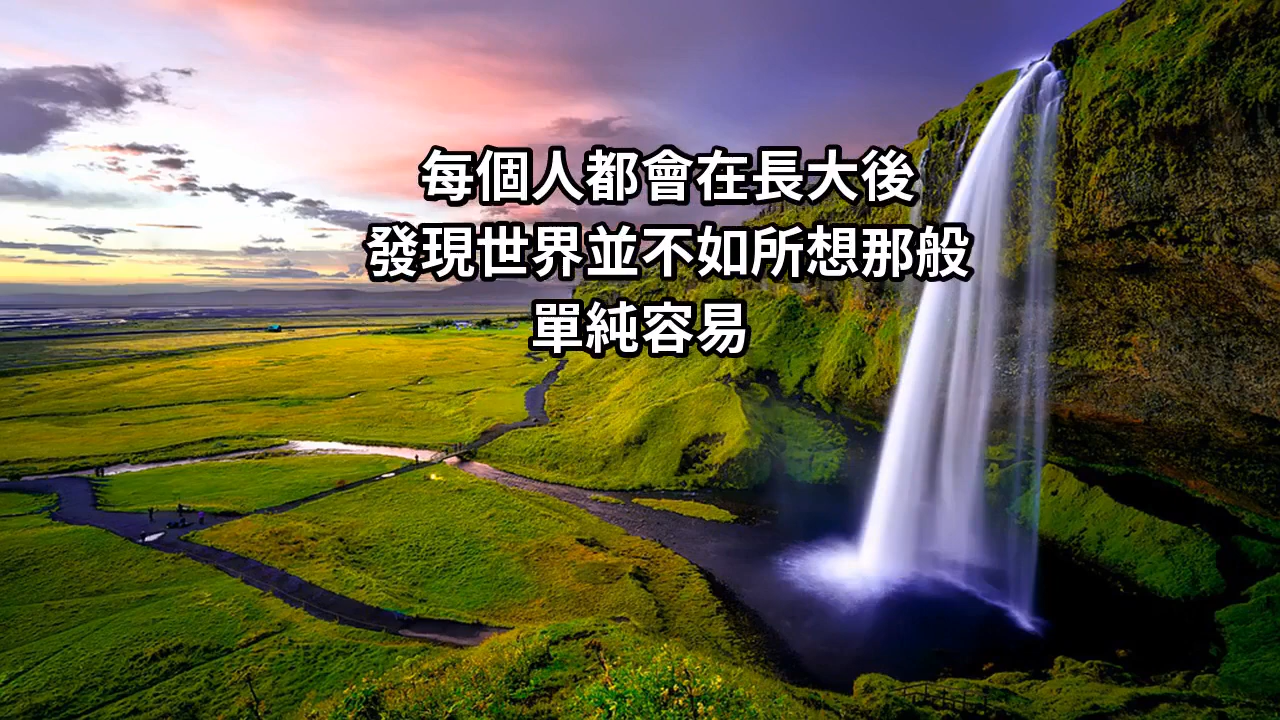 每個人都會在長大後
發現世界並不如所想那般
單純容易